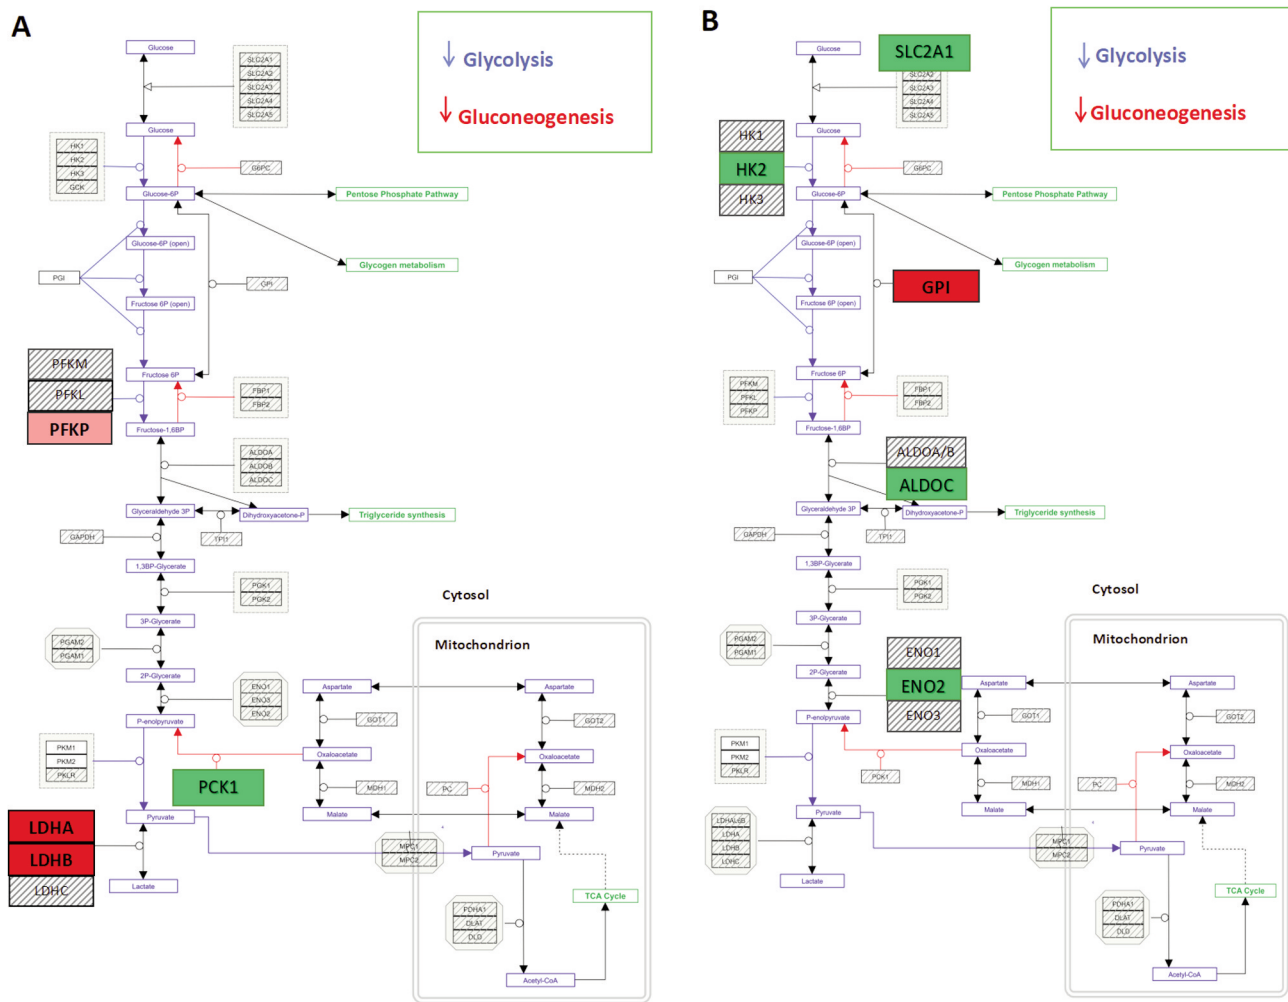 A
Glycolysis
Gluconeogenesis
Glucose
SLC2A1
SLC2A2
SLC2A3
SLC2A4
SLC2A5
Glucose
HK1
HK2
HK3
GCK
G6PC
Glucose-6P
Pentose Phosphate Pathway
Glucose-6P (open)
Glycogen metabolism
PGI
GPI
Fructose 6P (open)
PFKM
PFKL
PFKP
Fructose 6P
FBP1
FBP2
Fructose-1,6BP
ALDOA
ALDOB
ALDOC
Glyceraldehyde 3P
Dihydroxyacetone-P
Triglyceride synthesis
GAPDH
TPI1
1,3BP-Glycerate
PGK1
PGK2
Cytosol
3P-Glycerate
PGAM2
PGAM1
Mitochondrion
2P-Glycerate
ENO1
ENO3
ENO2
Aspartate
Aspartate
GOT1
GOT2
P-enolpyruvate
PKM1
PKM2
PKLR
Oxaloacetate
Oxaloacetate
PCK1
MDH1
PC
MDH2
Pyruvate
Malate
Malate
LDHA
LDHB
LDHC
MPC1
MPC2
Pyruvate
Lactate
TCA Cycle
PDHA1
DLAT
DLD
Acetyl-CoA
B
Glycolysis
Gluconeogenesis
Glucose
SLC2A1
SLC2A2
SLC2A3
SLC2A4
SLC2A5
Glucose
HK1
HK2
HK3
G6PC
Glucose-6P
Pentose Phosphate Pathway
Glucose-6P (open)
Glycogen metabolism
PGI
GPI
Fructose 6P (open)
Fructose 6P
PFKM
PFKL
PFKP
FBP1
FBP2
Fructose-1,6BP
ALDOA/B
ALDOC
Glyceraldehyde 3P
Dihydroxyacetone-P
Triglyceride synthesis
GAPDH
TPI1
1,3BP-Glycerate
PGK1
PGK2
Cytosol
3P-Glycerate
PGAM2
PGAM1
Mitochondrion
2P-Glycerate
ENO1
ENO2
ENO3
Aspartate
Aspartate
GOT1
GOT2
P-enolpyruvate
PKM1
PKM2
PKLR
Oxaloacetate
Oxaloacetate
PCK1
MDH1
PC
MDH2
Pyruvate
Malate
Malate
LDHAL6B
LDHA
LDHB
LDHC
MPC1
MPC2
Pyruvate
Lactate
TCA Cycle
PDHA1
DLAT
DLD
Acetyl-CoA